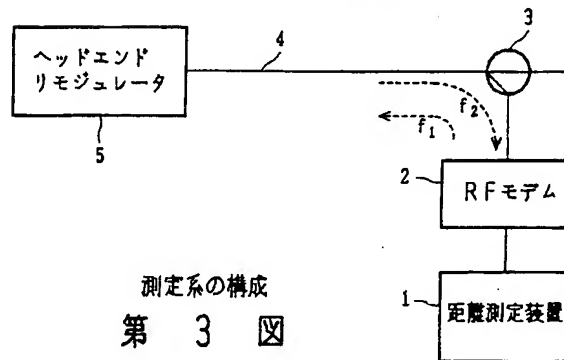 3
4
ヘッドエンド
リモジュレータ
5
f2
f1
2
RFモデム
1
距離測定装置
測定系の構成
第 3 図